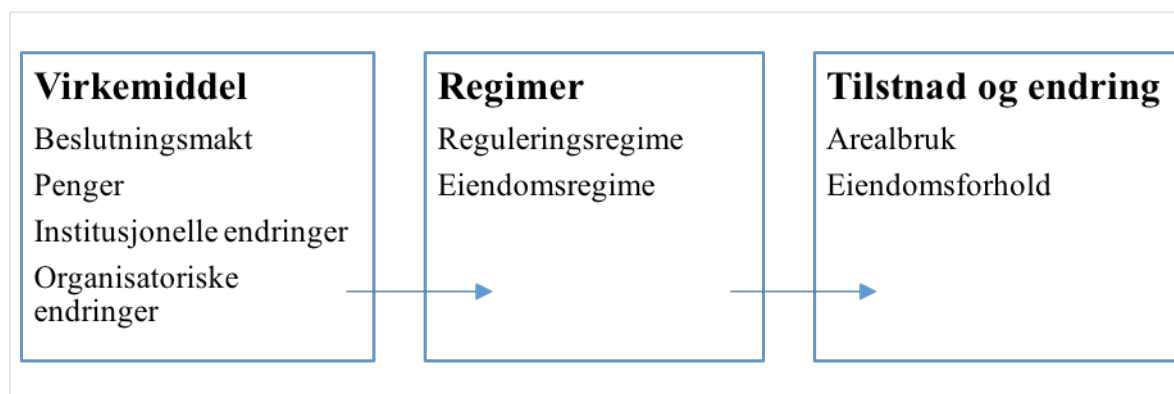 Virkemiddel
Beslutningsmakt
Penger
Institusjonelle endringer
Organisatoriske
endringer
Regimer
Reguleringsregime
Eiendomsregime
Tilstnad og endring
Arealbruk
Eiendomsforhold